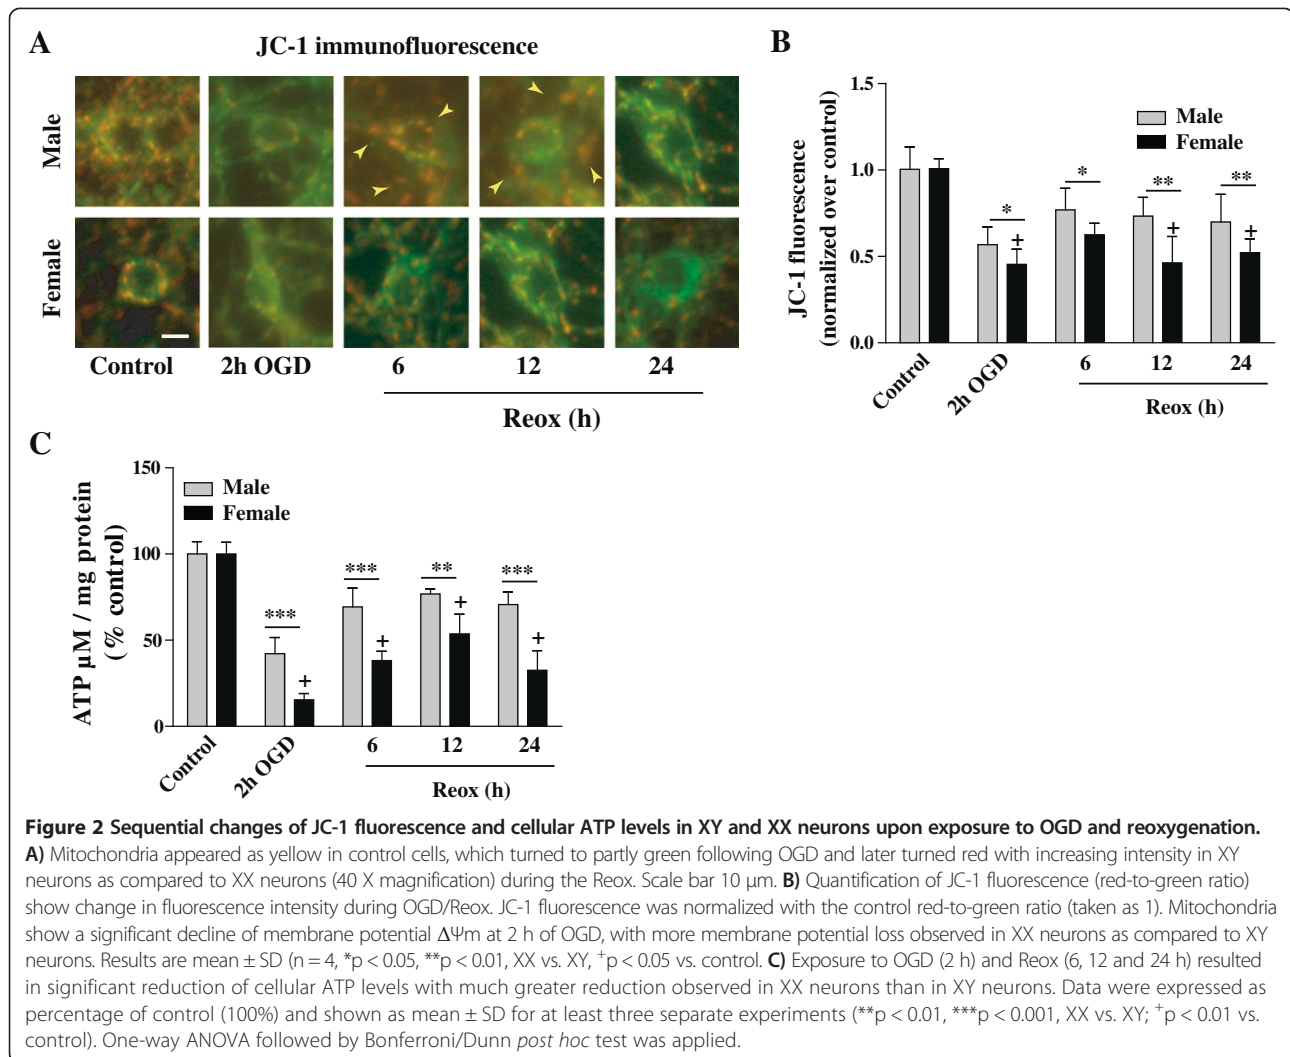 A
JC-1 immunofluorescence
Male
Female
Control
2h OGD
6
12
24
Reox (h)
B
JC-1 fluorescence
(normalized over control)
1.5
1.0
0.5
0.0
Male
Female
*
+
*
**
+
**
+
Control
2h OGD
6
12
24
Reox (h)
C
ATP µM / mg protein
(% control)
150
100
50
0
Male
Female
***
+
***
+
**
+
***
+
Control
2h OGD
6
12
24
Reox (h)
Figure 2 Sequential changes of JC-1 fluorescence and cellular ATP levels in XY and XX neurons upon exposure to OGD and reoxygenation.
A) Mitochondria appeared as yellow in control cells, which turned to partly green following OGD and later turned red with increasing intensity in XY
neurons as compared to XX neurons (40 X magnification) during the Reox. Scale bar 10 µm. B) Quantification of JC-1 fluorescence (red-to-green ratio)
show change in fluorescence intensity during OGD/Reox. JC-1 fluorescence was normalized with the control red-to-green ratio (taken as 1). Mitochondria
show a significant decline of membrane potential ΔΨm at 2 h of OGD, with more membrane potential loss observed in XX neurons as compared to XY
neurons. Results are mean ± SD (n = 4, *p < 0.05, **p < 0.01, XX vs. XY, +p < 0.05 vs. control. C) Exposure to OGD (2 h) and Reox (6, 12 and 24 h) resulted
in significant reduction of cellular ATP levels with much greater reduction observed in XX neurons than in XY neurons. Data were expressed as
percentage of control (100%) and shown as mean ± SD for at least three separate experiments (**p < 0.01, ***p < 0.001, XX vs. XY; +p < 0.01 vs.
control). One-way ANOVA followed by Bonferroni/Dunn post hoc test was applied.